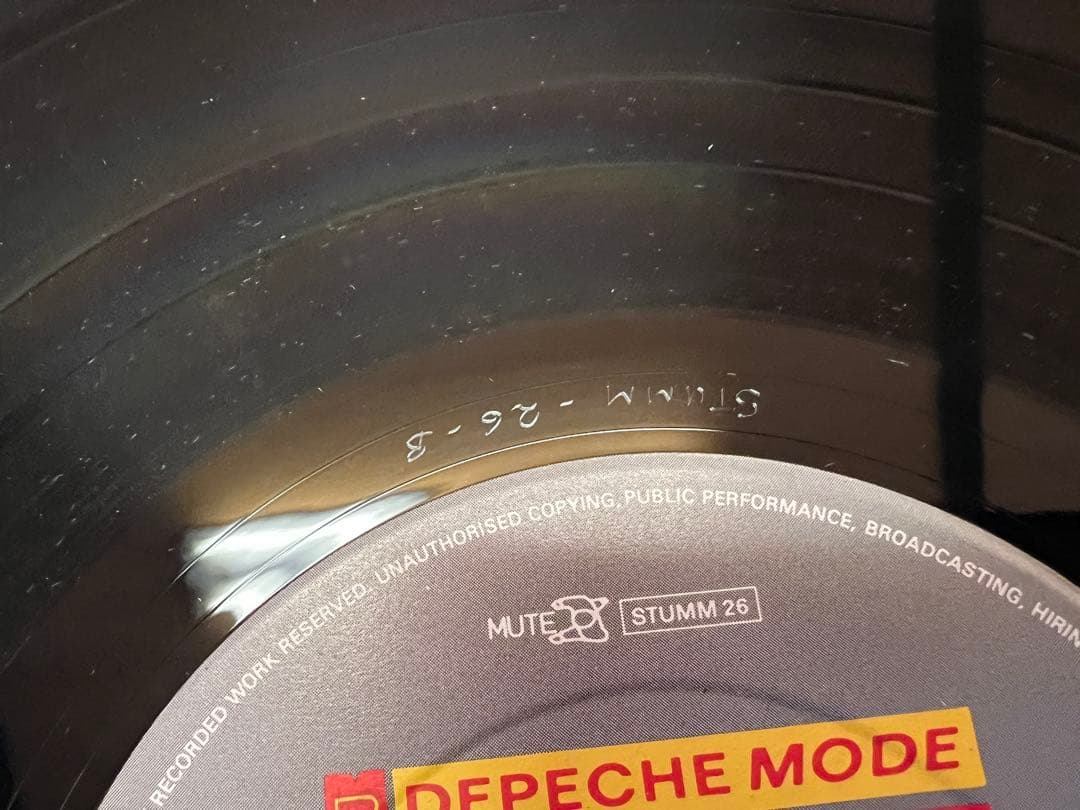 STUMM - 26 - B
RECORDED WORK RESERVED. UNAUTHORISED COPYING, PUBLIC PERFORMANCE, BROADCASTING,
MUTE STUMM 26
DEPECHE MODE